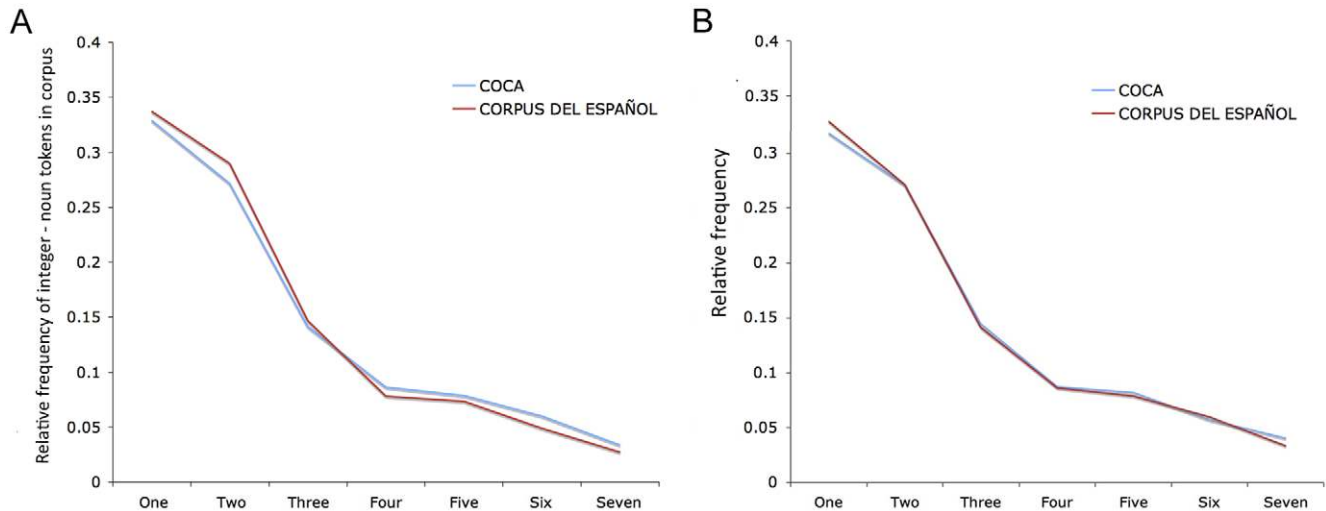 A
Relative frequency of integer - noun tokens in corpus
0.4
0.35
0.3
0.25
0.2
0.15
0.1
0.05
0
COCA
CORPUS DEL ESPAÑOL
One Two Three Four Five Six Seven
B
Relative frequency
0.4
0.35
0.3
0.25
0.2
0.15
0.1
0.05
0
COCA
CORPUS DEL ESPAÑOL
One Two Three Four Five Six Seven